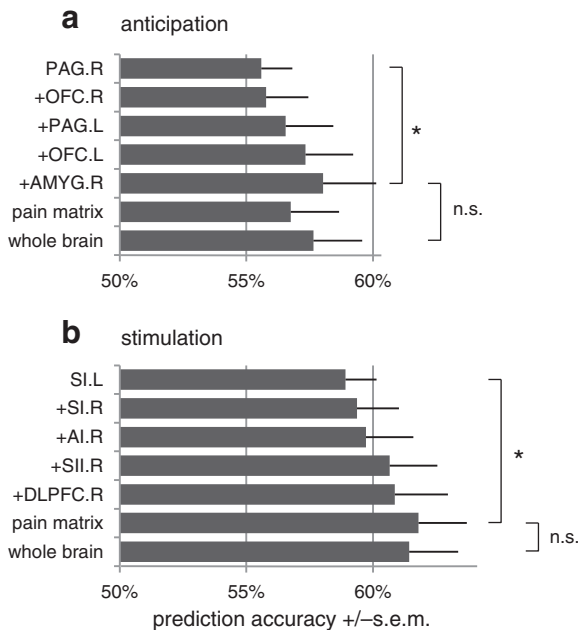 a anticipation
PAG.R
+OFC.R
+PAG.L
+OFC.L
+AMYG.R
pain matrix
whole brain
*
n.s.
50% 55% 60%
b stimulation
SI.L
+SI.R
+AI.R
+SII.R
+DLPFC.R
pain matrix
whole brain
*
n.s.
50% 55% 60%
prediction accuracy +/–s.e.m.